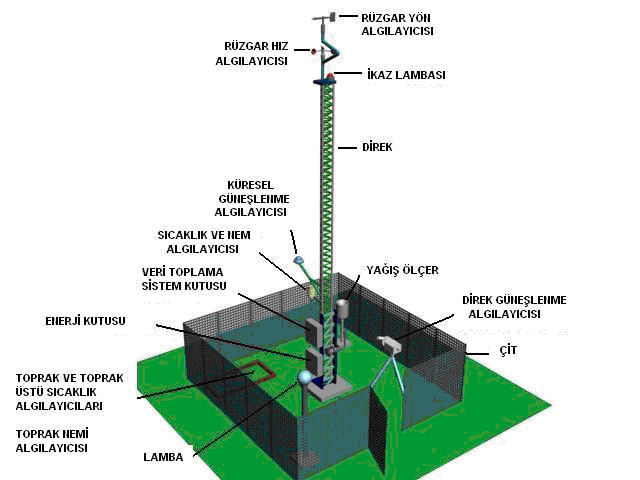 RÜZGAR YÖN
ALGILAYICISI
RÜZGAR HIZ
ALGILAYICISI
İKAZ LAMBASI
DİREK
KÜRESEL
GÜNEŞLENME
ALGILAYICISI
SICAKLIK VE NEM
ALGILAYICISI
VERİ TOPLAMA
SİSTEM KUTUSU
YAĞIŞ ÖLÇER
DİREK GÜNEŞLENME
ALGILAYICISI
ENERJİ KUTUSU
ÇİT
TOPRAK VE TOPRAK
ÜSTÜ SICAKLIK
ALGILAYICILARI
TOPRAK NEMİ
ALGILAYICISI
LAMBA